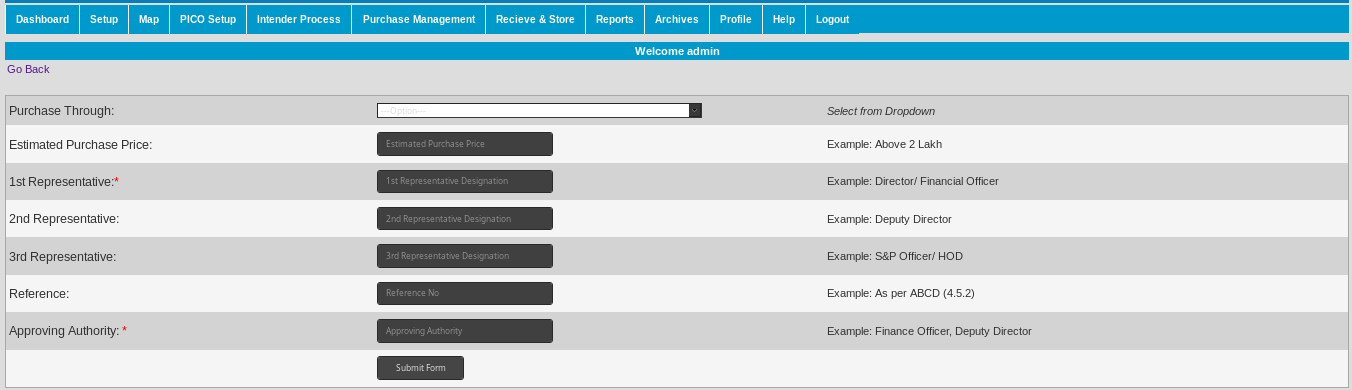 Dashboard Setup Map PICO Setup Intender Process Purchase Management Recieve & Store Reports Archives Profile Help Logout
Welcome admin
Go Back
Purchase Through: ---Option--- Select from Dropdown
Estimated Purchase Price: Estimated Purchase Price Example: Above 2 Lakh
1st Representative:* 1st Representative Designation Example: Director/ Financial Officer
2nd Representative: 2nd Representative Designation Example: Deputy Director
3rd Representative: 3rd Representative Designation Example: S&P Officer/ HOD
Reference: Reference No Example: As per ABCD (4.5.2)
Approving Authority: * Approving Authority Example: Finance Officer, Deputy Director
Submit Form